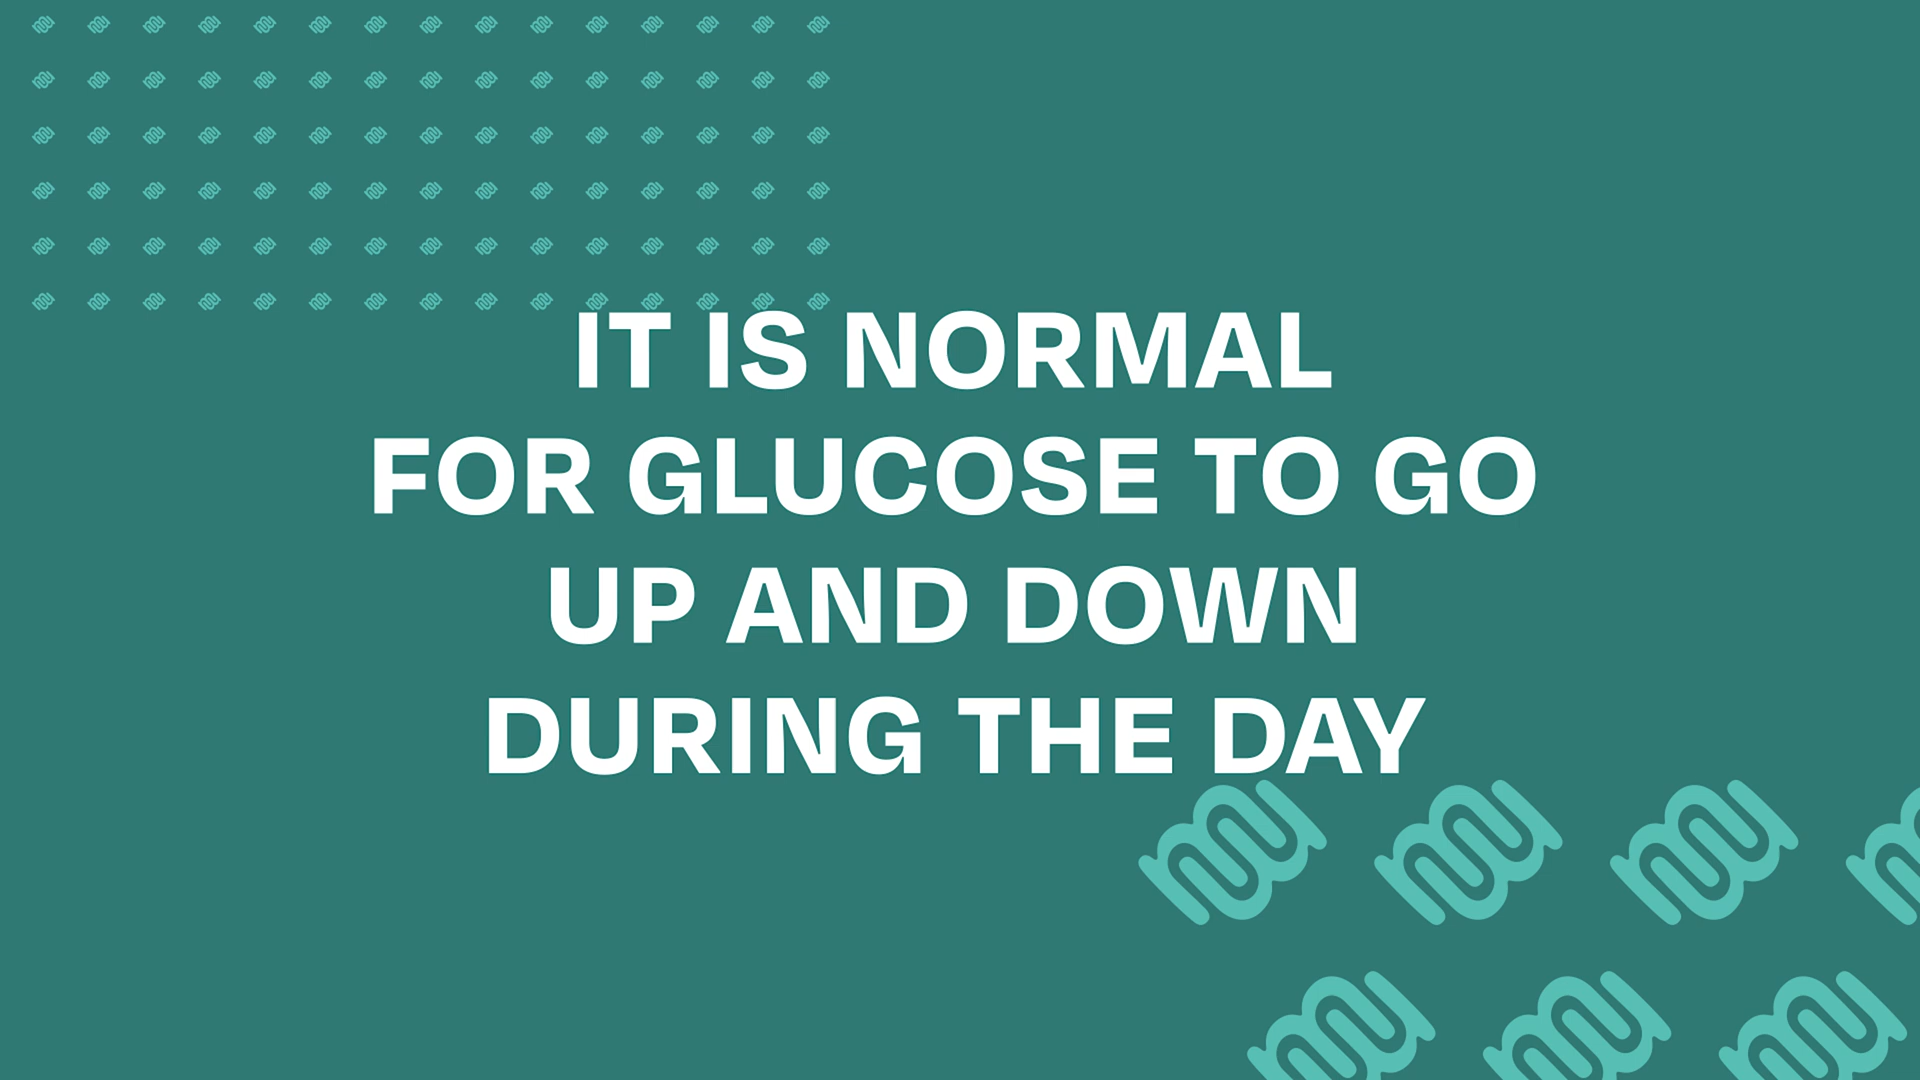 IT IS NORMAL
FOR GLUCOSE TO GO
UP AND DOWN
DURING THE DAY